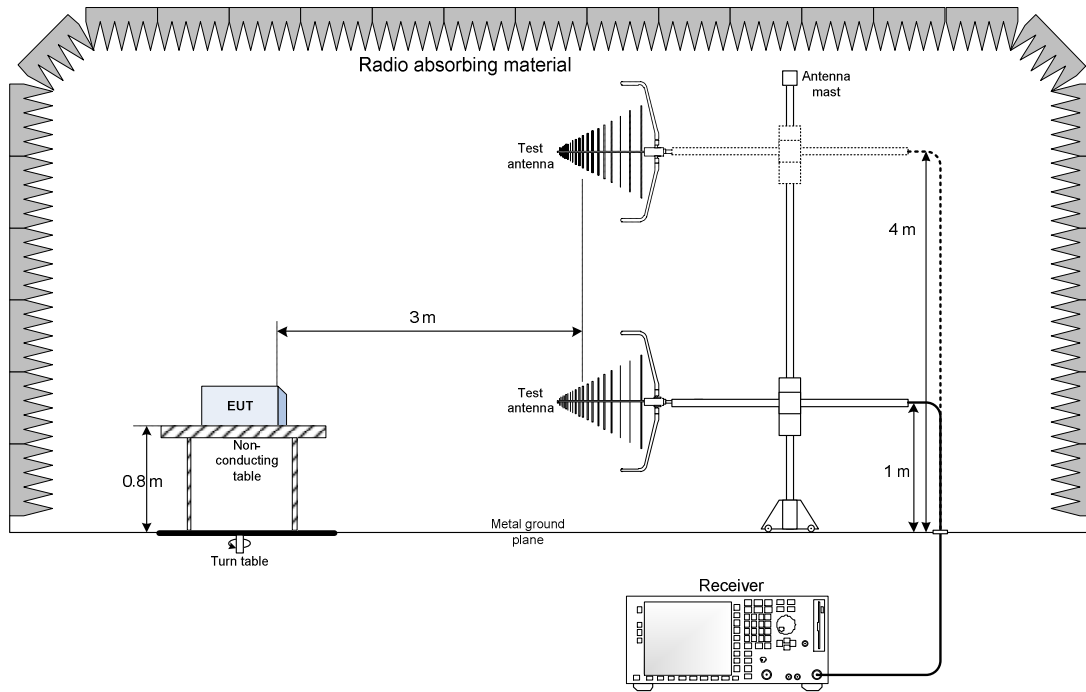 Radio absorbing material
Antenna
mast
Test
antenna
4 m
3 m
EUT
Test
antenna
Non-
conducting
table
0.8 m
1 m
Metal ground
plane
Turn table
Receiver